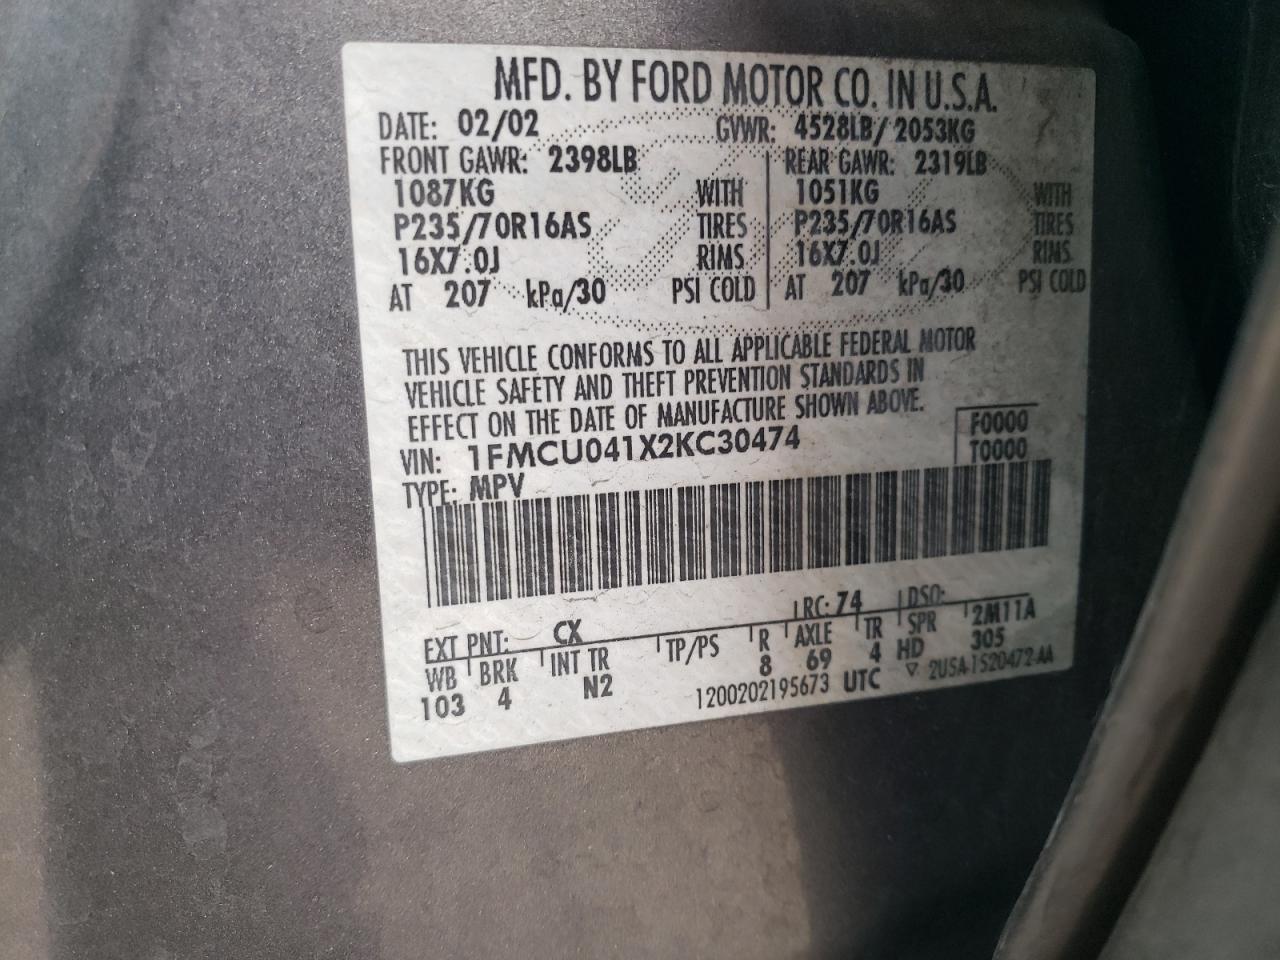 MFD. BY FORD MOTOR CO. IN U.S.A.
DATE: 02/02 GVWR: 4528LB/ 2053KG
FRONT GAWR: 2398LB REAR GAWR: 2319LB
1087KG WITH 1051KG WITH
P235/70R16AS TIRES P235/70R16AS TIRES
16X7.0J RIMS 16X7.0J RIMS
AT 207 kPa/30 PSI COLD AT 207 kPa/30 PSI COLD
THIS VEHICLE CONFORMS TO ALL APPLICABLE FEDERAL MOTOR
VEHICLE SAFETY AND THEFT PREVENTION STANDARDS IN
EFFECT ON THE DATE OF MANUFACTURE SHOWN ABOVE.
VIN: 1FMCU041X2KC30474 F0000
TYPE: MPV T0000
EXT PNT: CX RC: 74 DSO:
WB BRK INT TR TP/PS R AXLE TR SPR 2M11A
103 4 N2 8 69 4 HD 305
1200202195673 UTC ▽ 2USA-1520472-AA